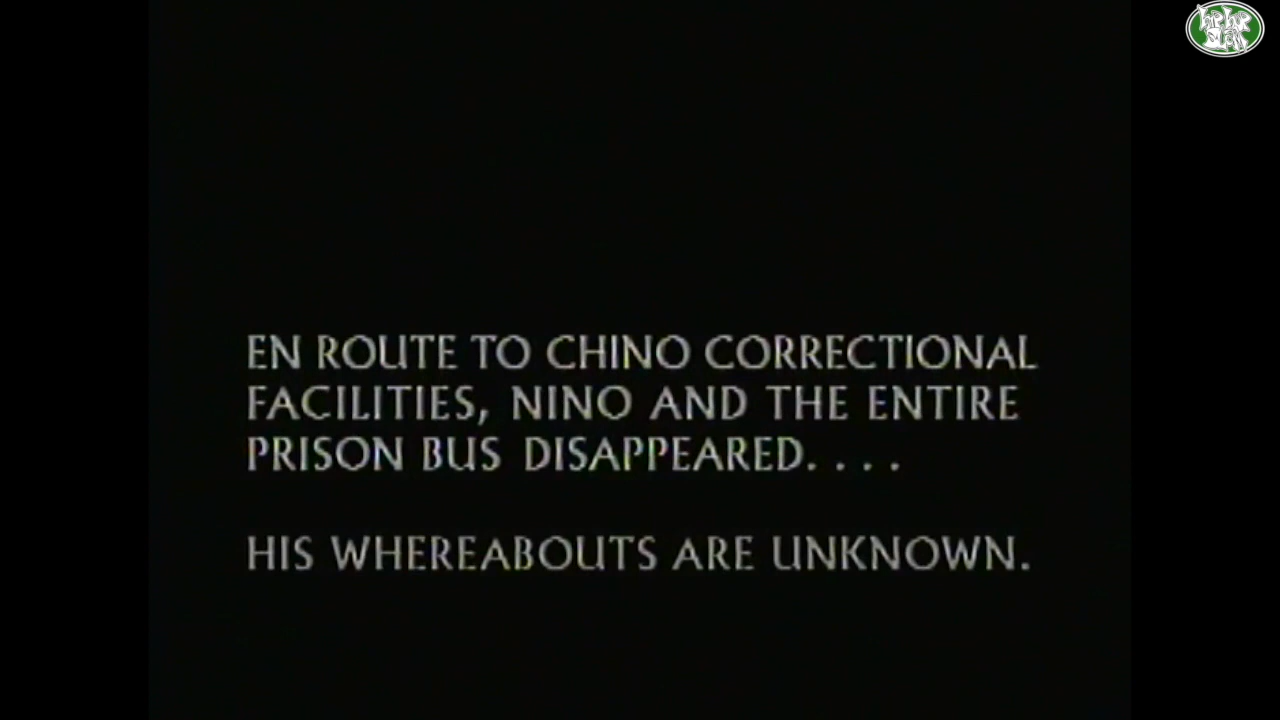 EN ROUTE TO CHINO CORRECTIONAL
FACILITIES, NINO AND THE ENTIRE
PRISON BUS DISAPPEARED. . . .
HIS WHEREABOUTS ARE UNKNOWN.